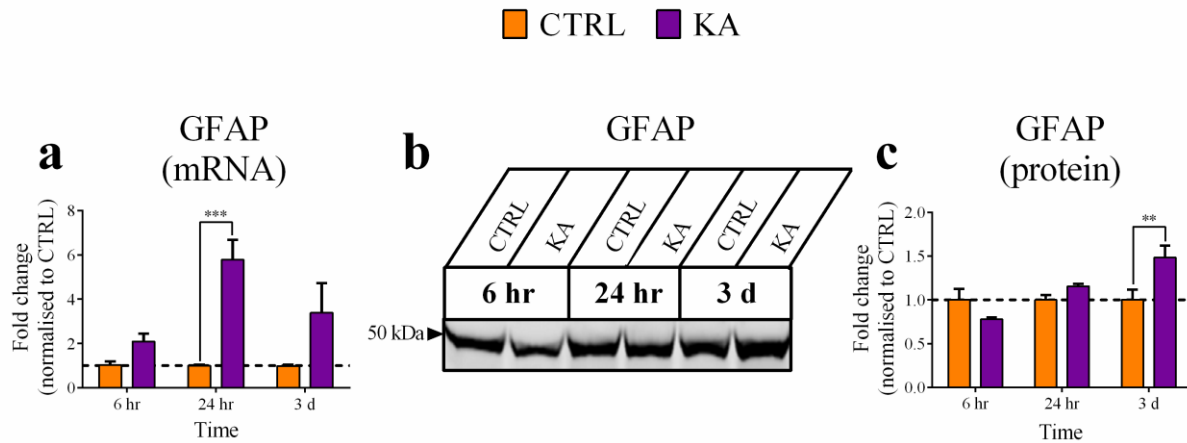 CTRL KA
a
GFAP
(mRNA)
Fold change
(normalised to CTRL)
8
6
4
2
0
***
6 hr 24 hr 3 d
Time
b
GFAP
CTRL KA CTRL KA CTRL KA
6 hr 24 hr 3 d
50 kDa
c
GFAP
(protein)
Fold change
(normalised to CTRL)
2.0
1.5
1.0
0.5
0.0
**
6 hr 24 hr 3 d
Time